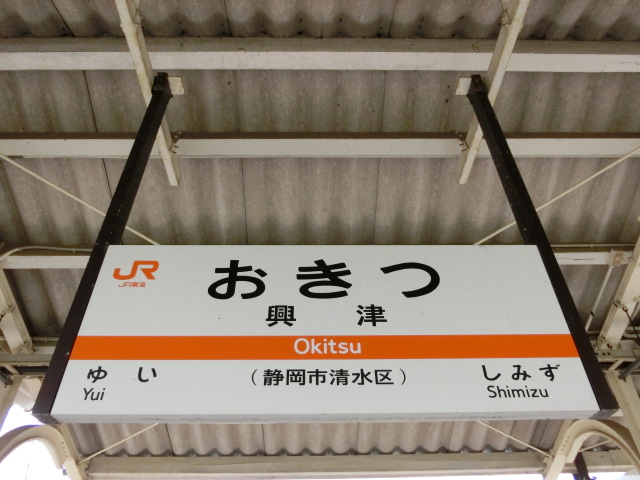 JR
JR東海
おきつ
興津
Okitsu
ゆい
Yui
（静岡市清水区）
しみず
Shimizu